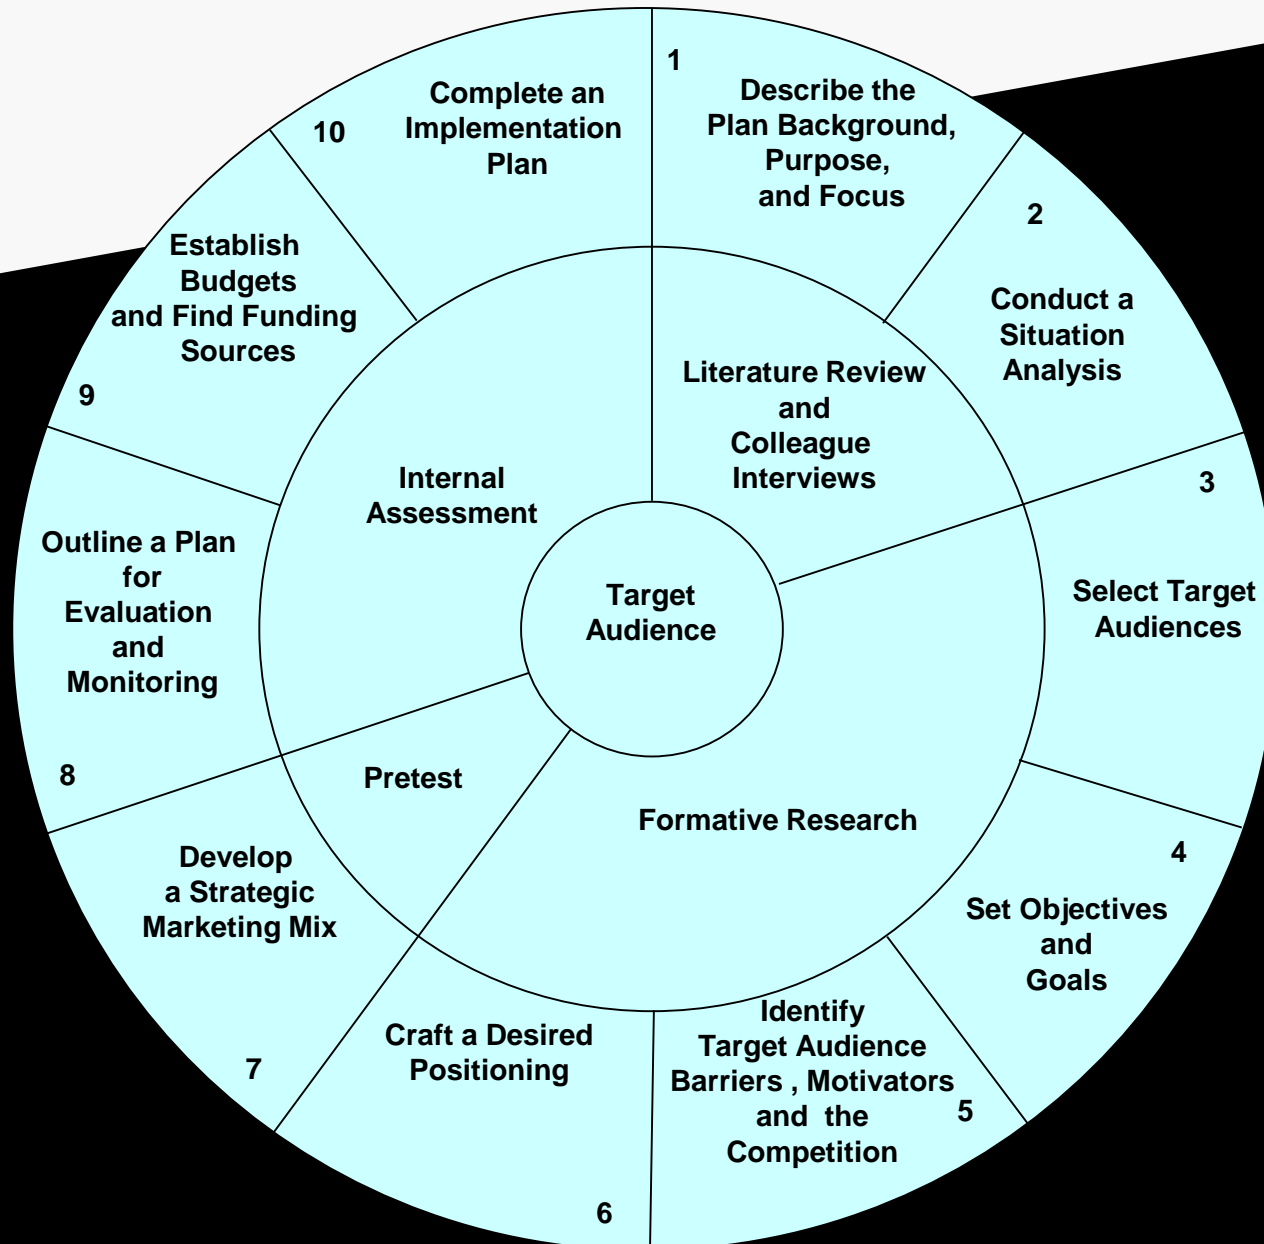 1
Describe the
Plan Background,
Purpose,
and Focus
2
Conduct a
Situation
Analysis
3
Select Target
Audiences
4
Set Objectives
and
Goals
5
Identify
Target Audience
Barriers , Motivators
and the
Competition
6
Craft a Desired
Positioning
7
Develop
a Strategic
Marketing Mix
8
Outline a Plan
for
Evaluation
and
Monitoring
9
Establish
Budgets
and Find Funding
Sources
10
Complete an
Implementation
Plan
Literature Review
and
Colleague
Interviews
Formative Research
Pretest
Internal
Assessment
Target
Audience